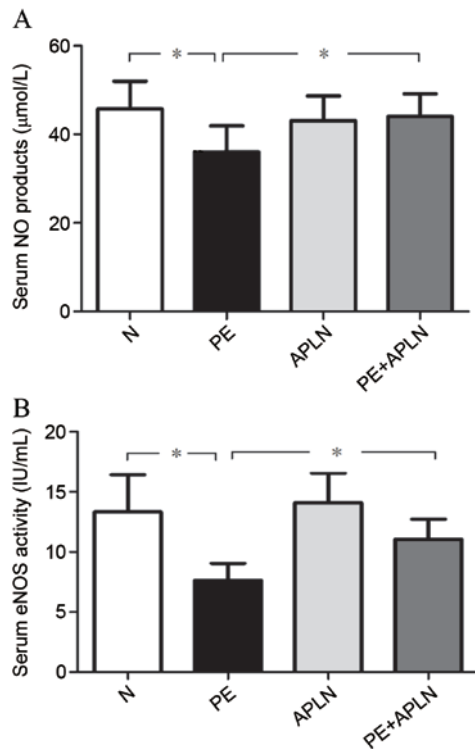 A
Serum NO products (μmol/L)
60
40
20
0
*
*
N
PE
APLN
PE+APLN
B
Serum eNOS activity (IU/mL)
20
15
10
5
0
*
*
N
PE
APLN
PE+APLN